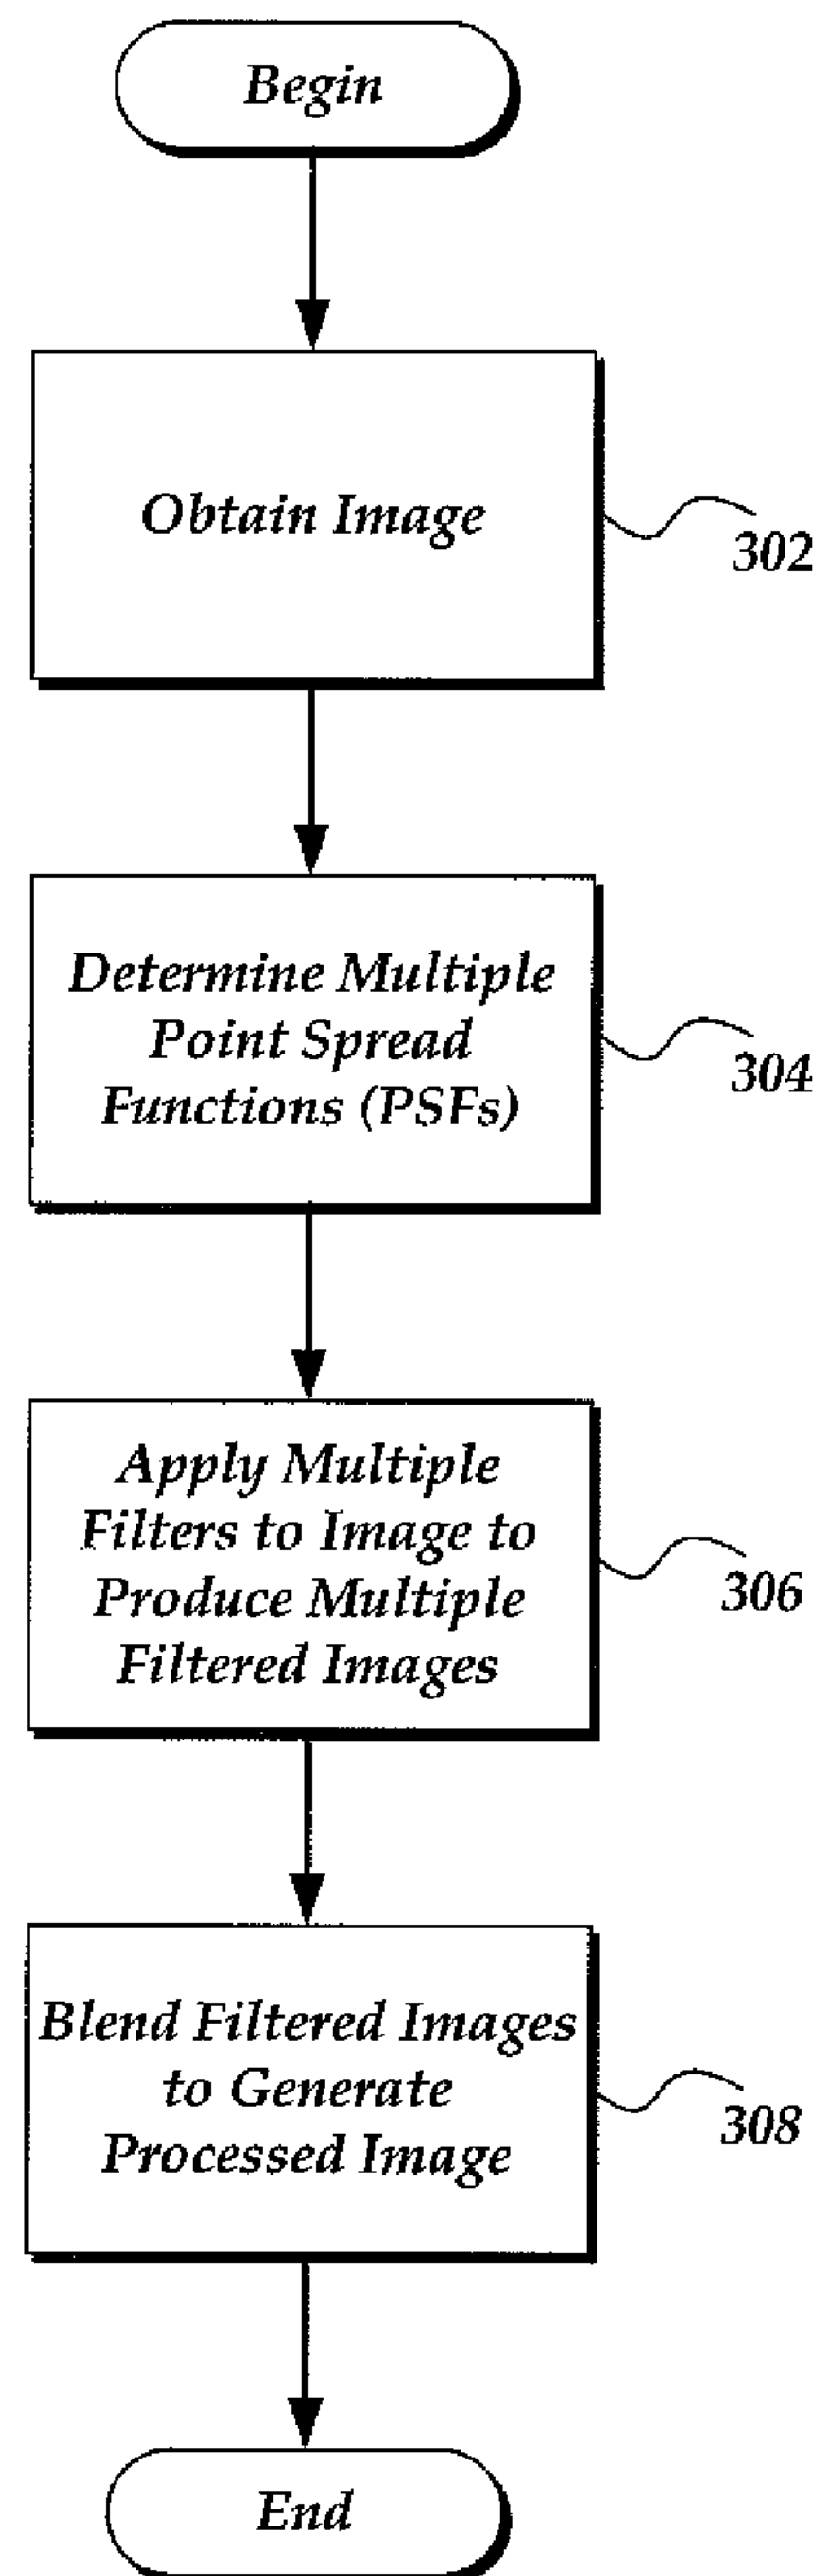 Begin
Obtain Image
302
Determine Multiple
Point Spread
Functions (PSFs)
304
Apply Multiple
Filters to Image to
Produce Multiple
Filtered Images
306
Blend Filtered Images
to Generate
Processed Image
308
End